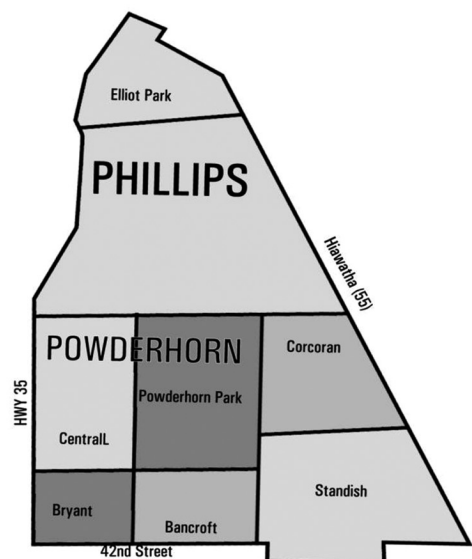 Elliot Park
PHILLIPS
Hiawatha (55)
POWDERHORN
Corcoran
Powderhorn Park
HWY 35
CentralL
Standish
Bryant
Bancroft
42nd Street